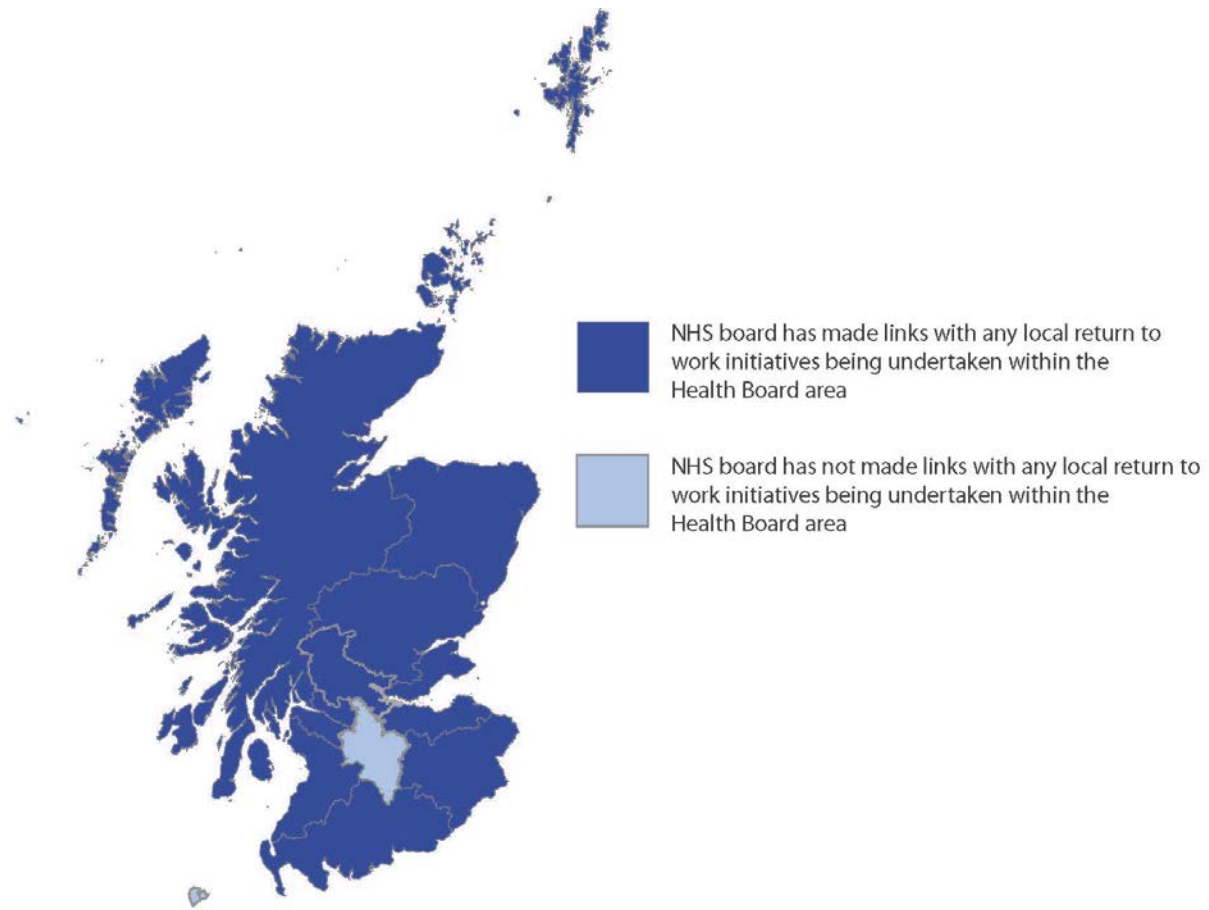 NHS board has made links with any local return to
work initiatives being undertaken within the
Health Board area
NHS board has not made links with any local return to
work initiatives being undertaken within the
Health Board area